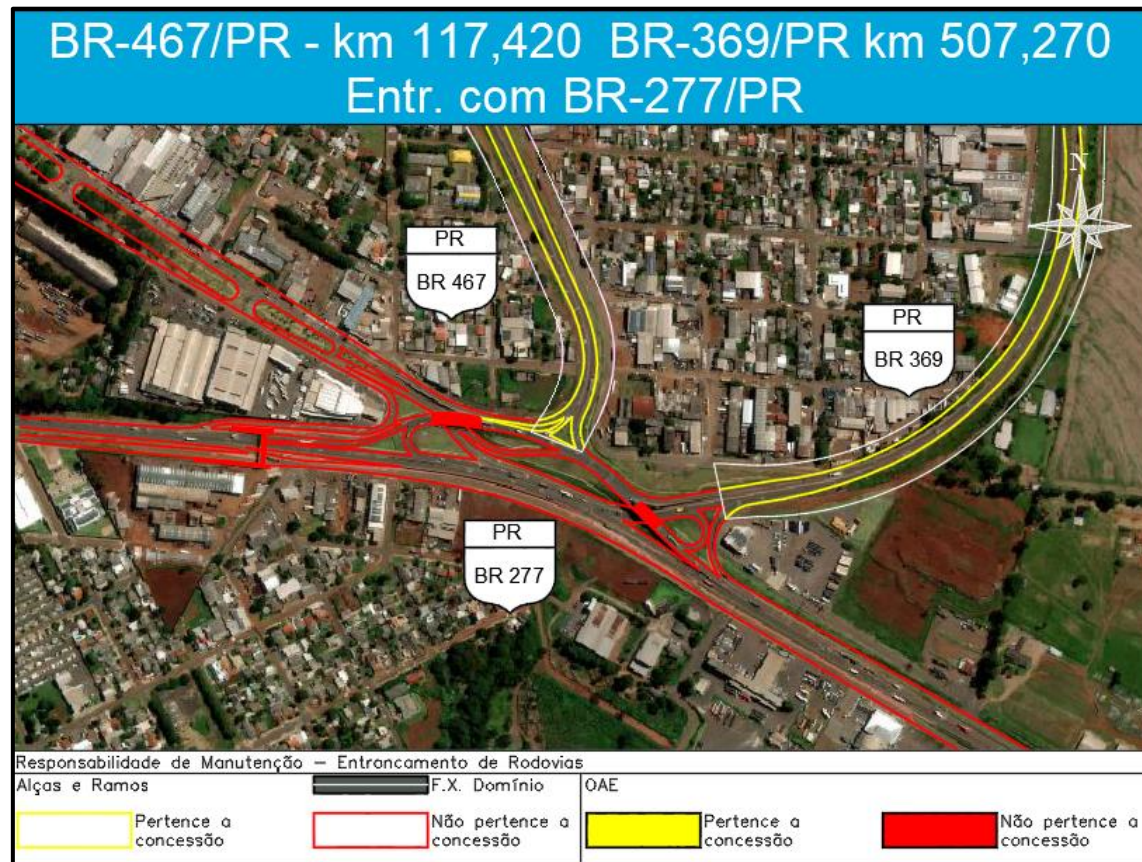 BR-467/PR - km 117,420 BR-369/PR km 507,270
Entr. com BR-277/PR
N
PR
BR 467
PR
BR 369
PR
BR 277
Responsabilidade de Manutenção – Entroncamento de Rodovias
Alças e Ramos
F.X. Domínio
OAE
Pertence a
concessão
Não pertence a
concessão
Pertence a
concessão
Não pertence a
concessão